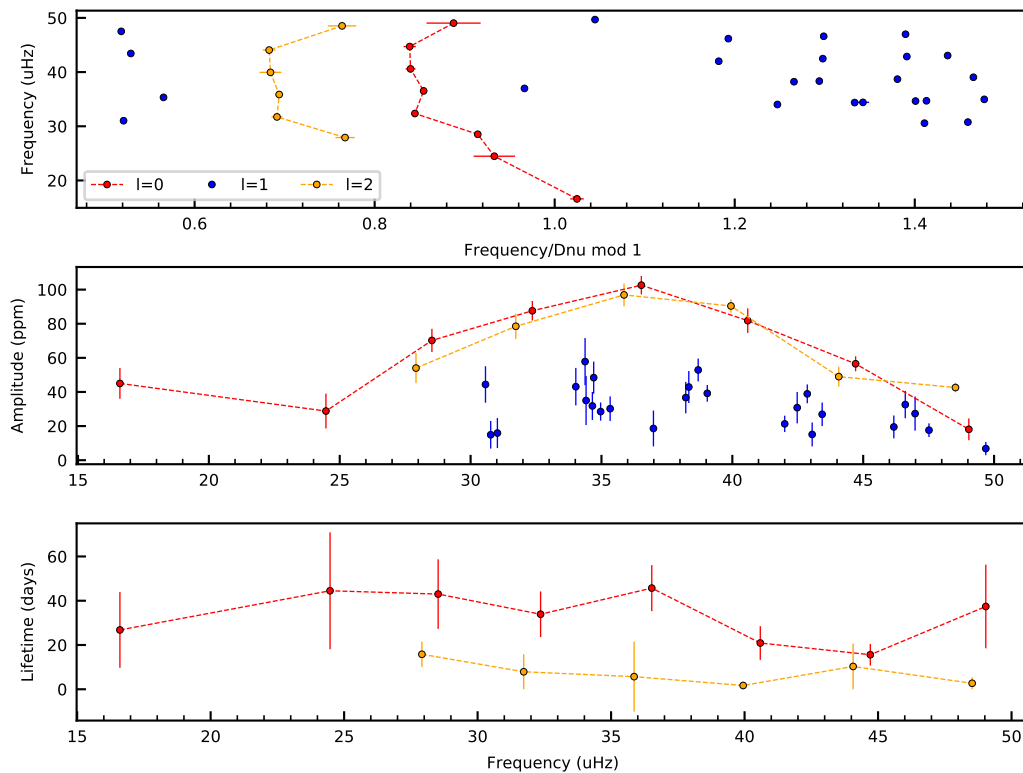 50
40
30
20
Frequency (uHz)
l=0 l=1 l=2
0.6 0.8 1.0 1.2 1.4
Frequency/Dnu mod 1
100
80
60
40
20
0
Amplitude (ppm)
15 20 25 30 35 40 45 50
60
40
20
0
Lifetime (days)
15 20 25 30 35 40 45 50
Frequency (uHz)